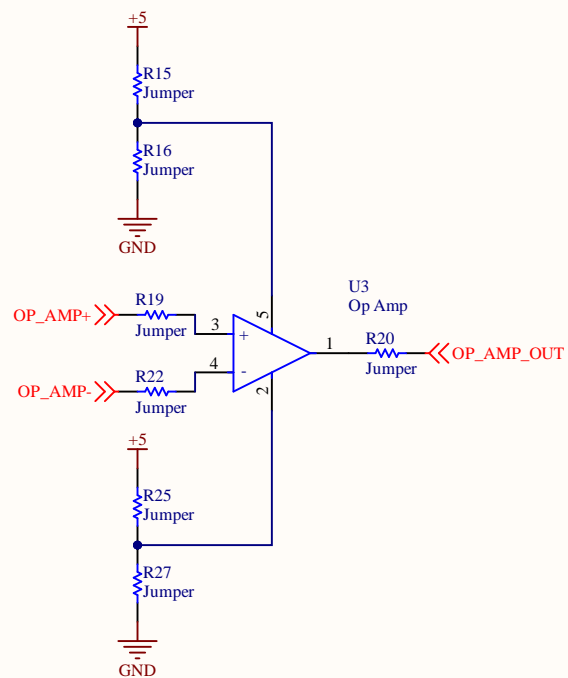 +5
R15
Jumper
R16
Jumper
GND
U3
Op Amp
OP_AMP+
R19
Jumper
3
+
5
1
R20
Jumper
OP_AMP_OUT
OP_AMP-
R22
Jumper
4
-
2
+5
R25
Jumper
R27
Jumper
GND